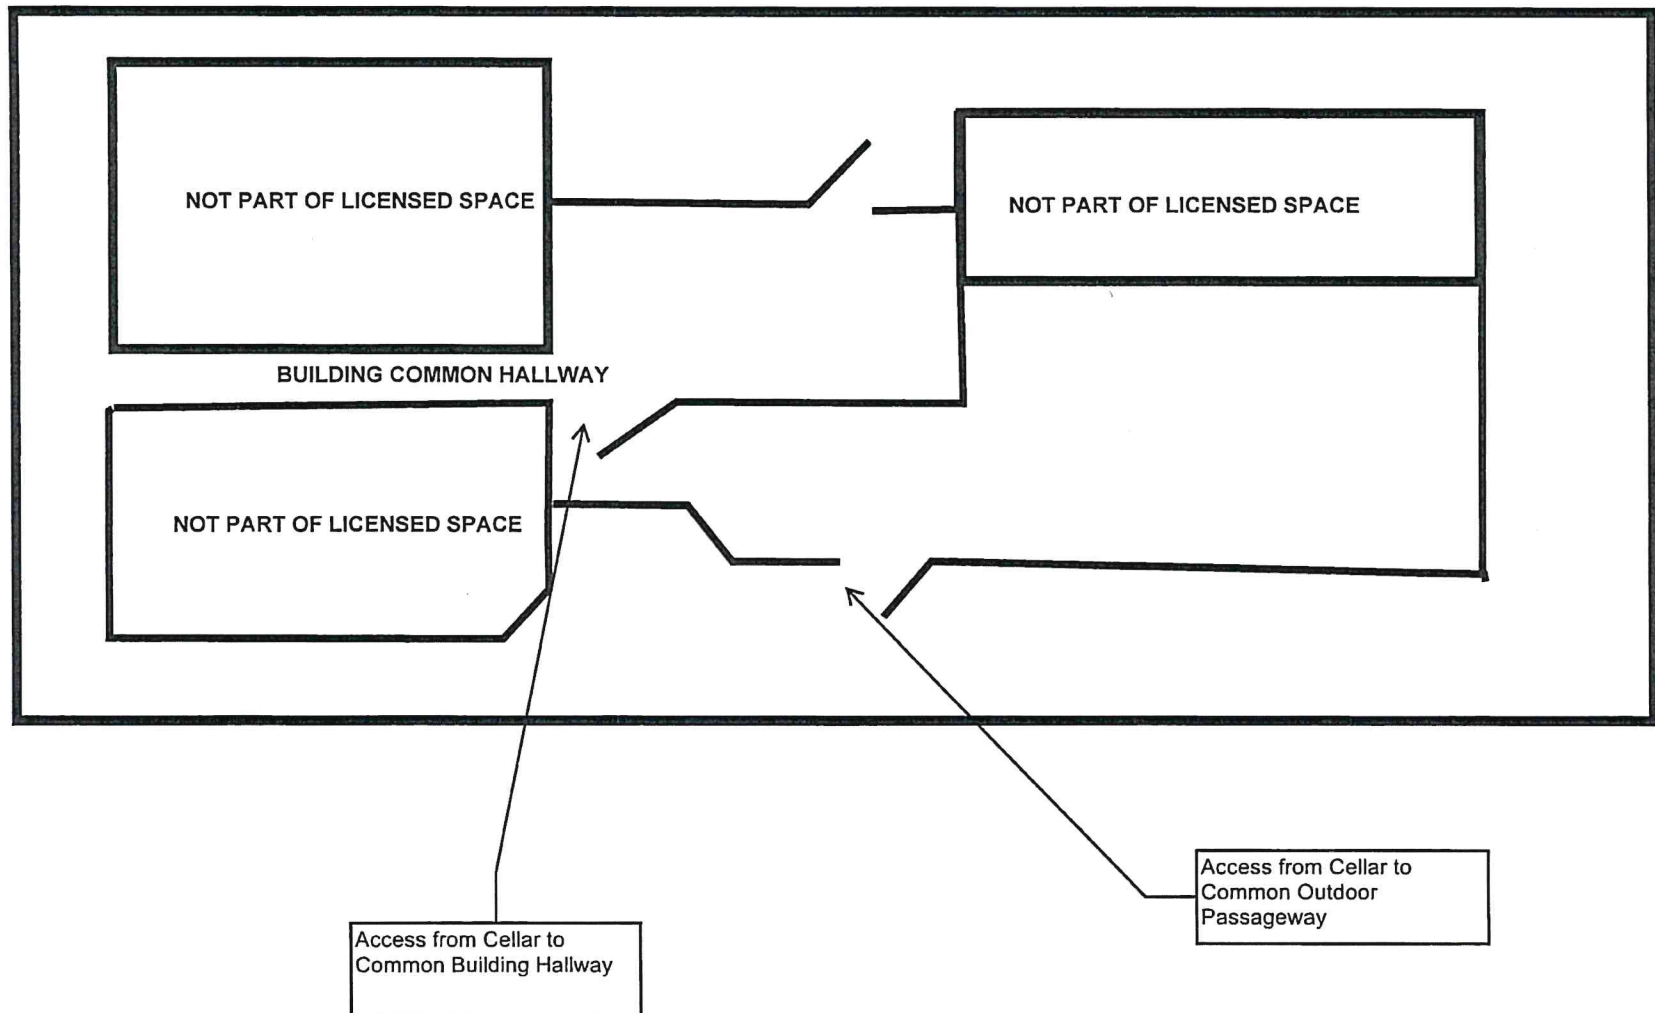 NOT PART OF LICENSED SPACE
NOT PART OF LICENSED SPACE
BUILDING COMMON HALLWAY
NOT PART OF LICENSED SPACE
Access from Cellar to
Common Outdoor
Passageway
Access from Cellar to
Common Building Hallway